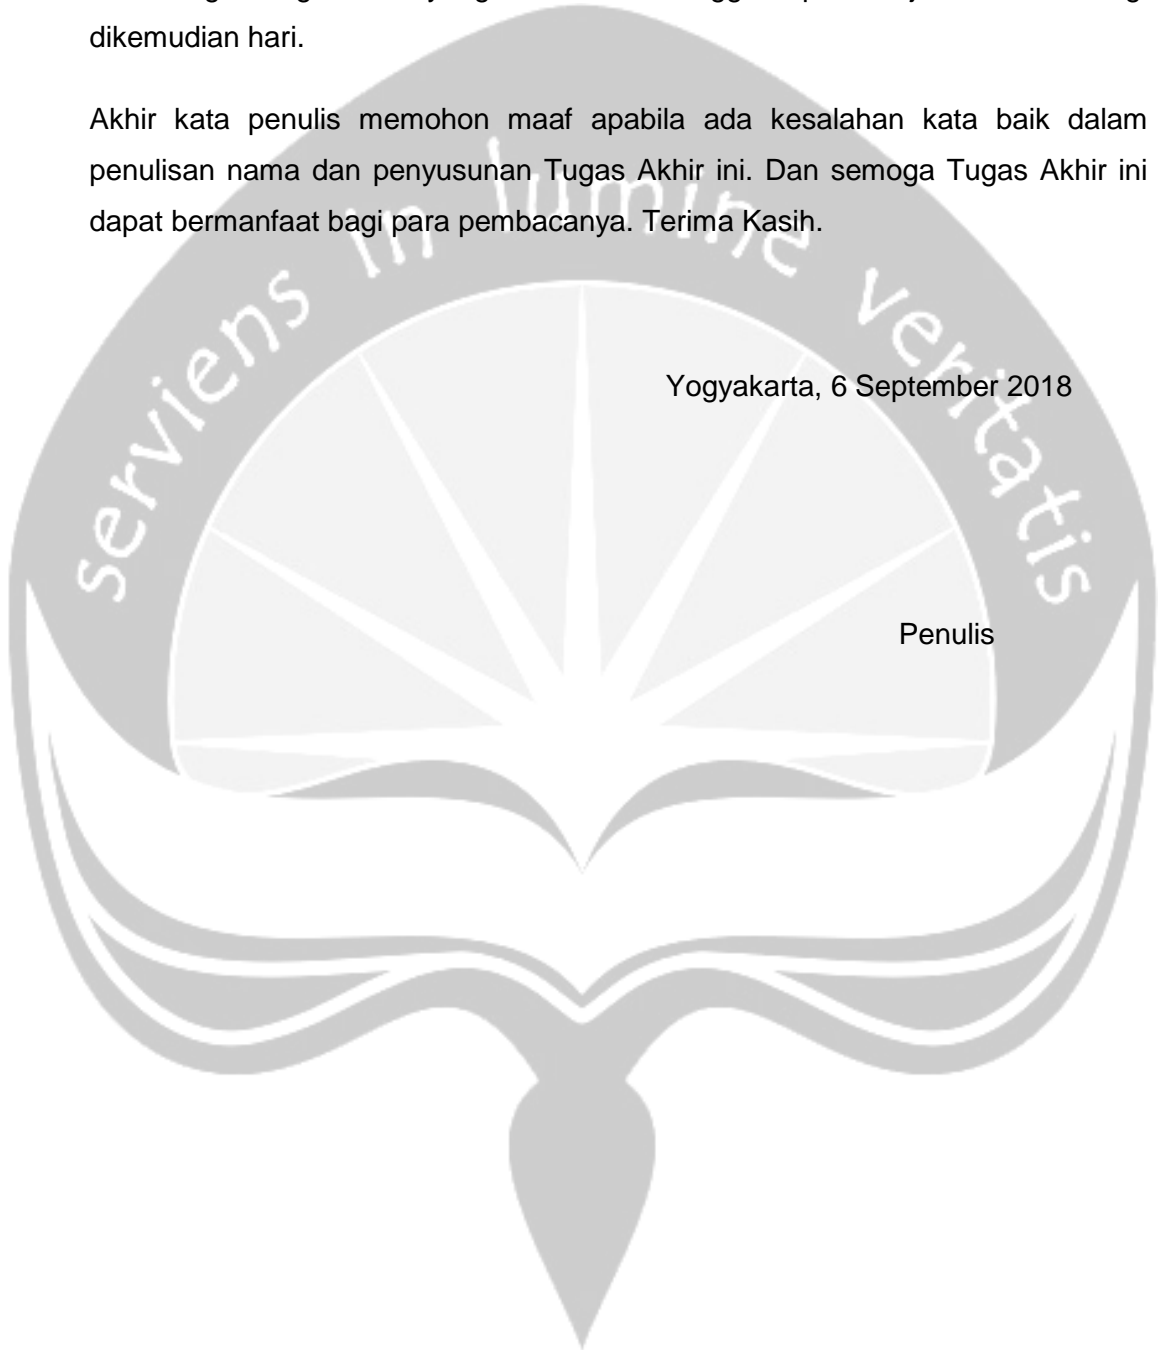 dikemudian hari.
Akhir kata penulis memohon maaf apabila ada kesalahan kata baik dalam
penulisan nama dan penyusunan Tugas Akhir ini. Dan semoga Tugas Akhir ini
dapat bermanfaat bagi para pembacanya. Terima Kasih.
serviens in lumine veritatis
Yogyakarta, 6 September 2018
Penulis